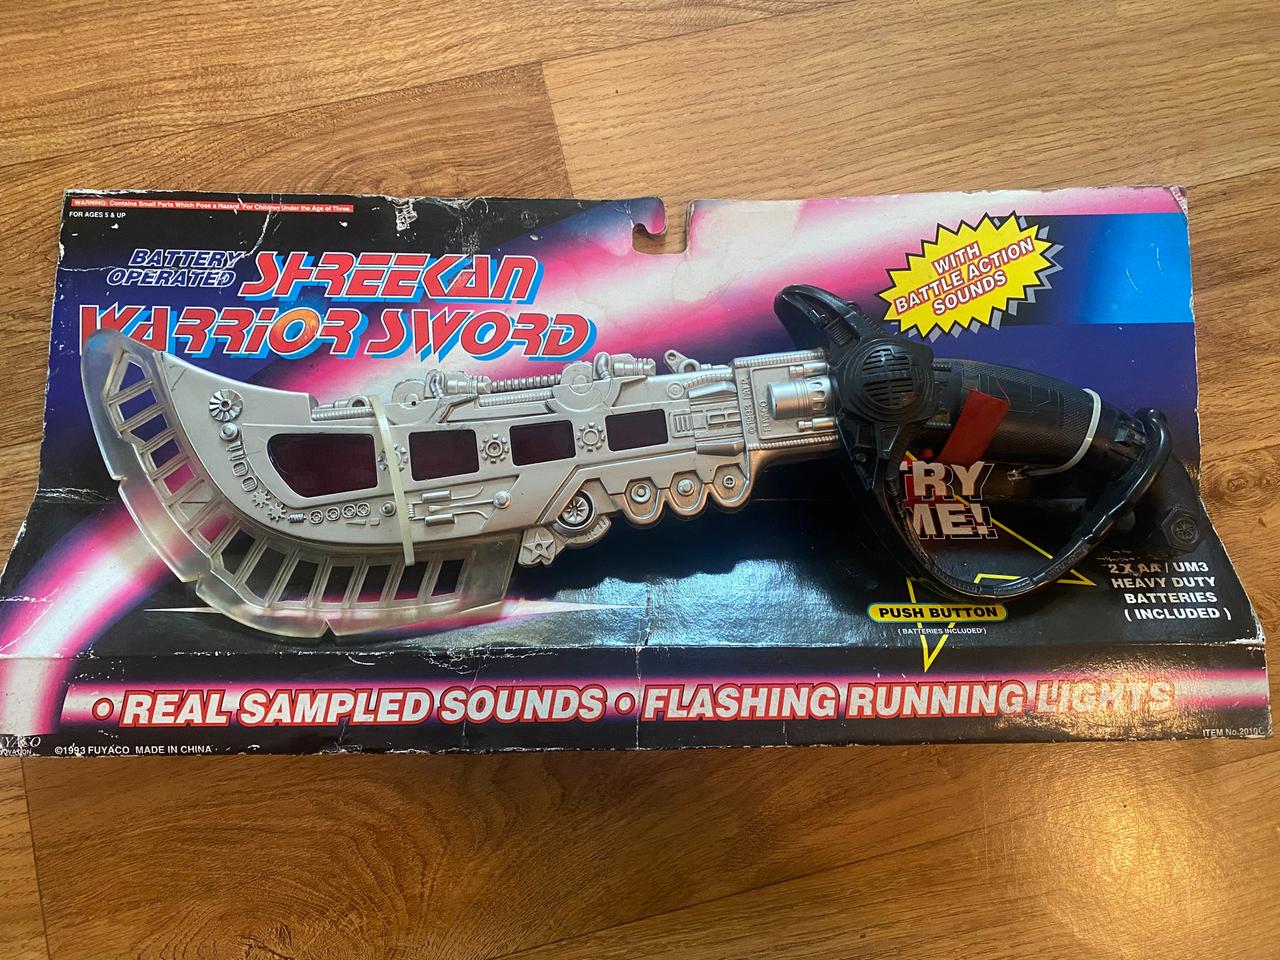 WARNING: Contains Small Parts Which Pose a Hazard For Children Under the Age of Three.
FOR AGES 5 & UP
BATTERY
OPERATED
SHREEKAN
WARRIOR SWORD
WITH
BATTLE ACTION
SOUNDS
TRY
ME!
2 X AA / UM3
HEAVY DUTY
BATTERIES
( INCLUDED )
PUSH BUTTON
( BATTERIES INCLUDED )
• REAL SAMPLED SOUNDS • FLASHING RUNNING LIGHTS
©1993 FUYACO MADE IN CHINA
ITEM No.2010C